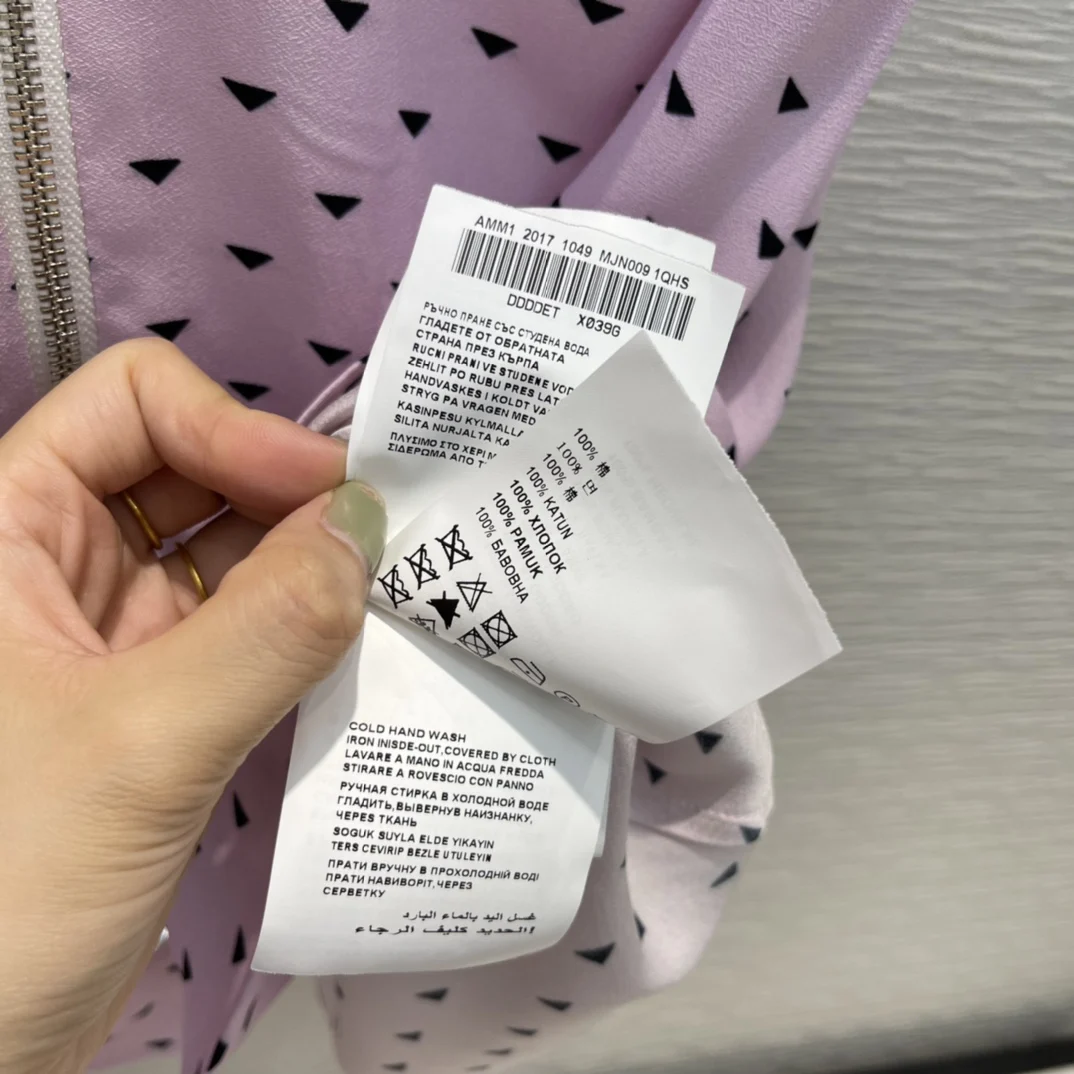 AMM1 2017 1049 MJN009 1QHS
DDDDET X039G
РЪЧНО ПРАНЕ СЪС СТУДЕНА ВОДА
ГЛАДЕТЕ ОТ ОБРАТНАТА
СТРАНА ПРЕЗ КЪРПА
RUCNI PRANI VE STUDENE VOD
ZEHLIT PO RUBU PRES LAT
HANDVASKES I KOLDT VA
STRYG PA VRAGEN MED
KASINPESU KYLMALLA
SILITA NURJALTA KA
ΠΛΥΣΙΜΟ ΣΤΟ ΧΕΡΙ Μ
ΣΙΔΕΡΩΜΑ ΑΠΟ Τ
100% 棉
100% 면
100% 棉
100% KATUN
100% ХЛОПОК
100% PAMUK
100% БАВОВНА
COLD HAND WASH
IRON INISDE-OUT,COVERED BY CLOTH
LAVARE A MANO IN ACQUA FREDDA
STIRARE A ROVESCIO CON PANNO
РУЧНАЯ СТИРКА В ХОЛОДНОЙ ВОДЕ
ГЛАДИТЬ,ВЫВЕРНУВ НАИЗНАНКУ,
ЧЕРЕЗ ТКАНЬ
SOGUK SUYLA ELDE YIKAYIN
TERS CEVIRIP BEZLE UTULEYIN
ПРАТИ ВРУЧНУ В ПРОХОЛОДНІЙ ВОДІ
ПРАТИ НАВИВОРІТ,ЧЕРЕЗ
СЕРВЕТКУ
غسل اليد بالماء البارد
الحديد كليف الرجاء